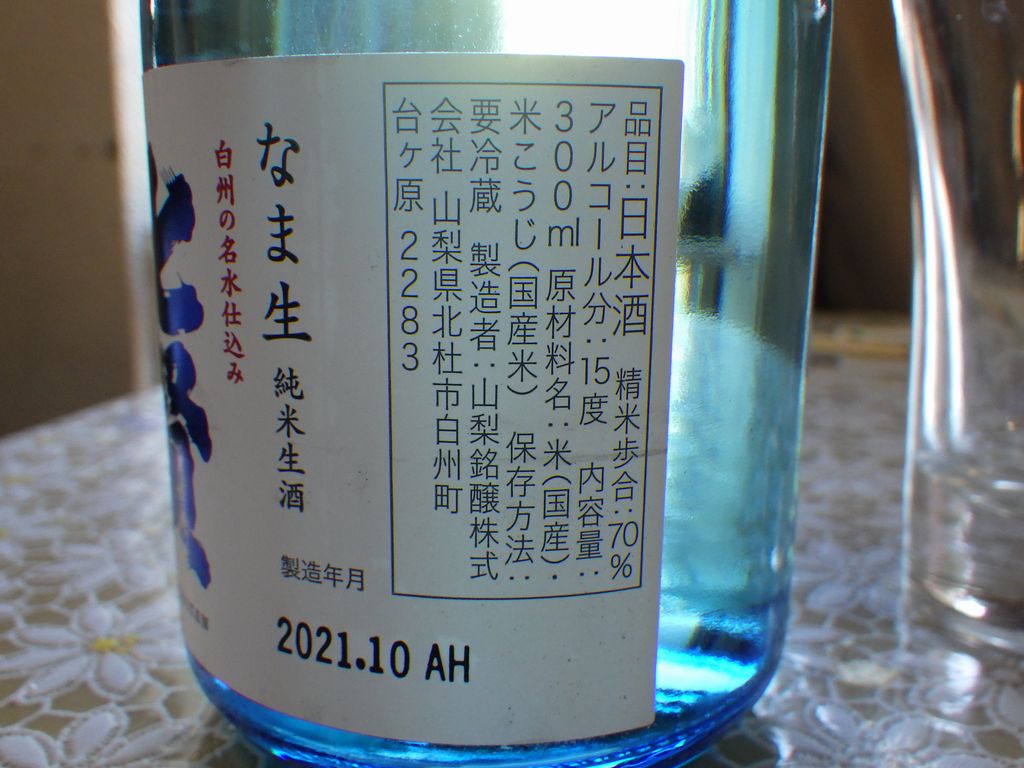 品目：日本酒　精米歩合：70%
アルコール分：15度　内容量：
300ml 原材料名：米（国産）・
米こうじ（国産米）　保存方法：
要冷蔵　製造者：山梨銘醸株式
会社 山梨県北杜市白州町
台ヶ原 2283
なま生 純米生酒
白州の名水仕込み
製造年月
2021.10 AH